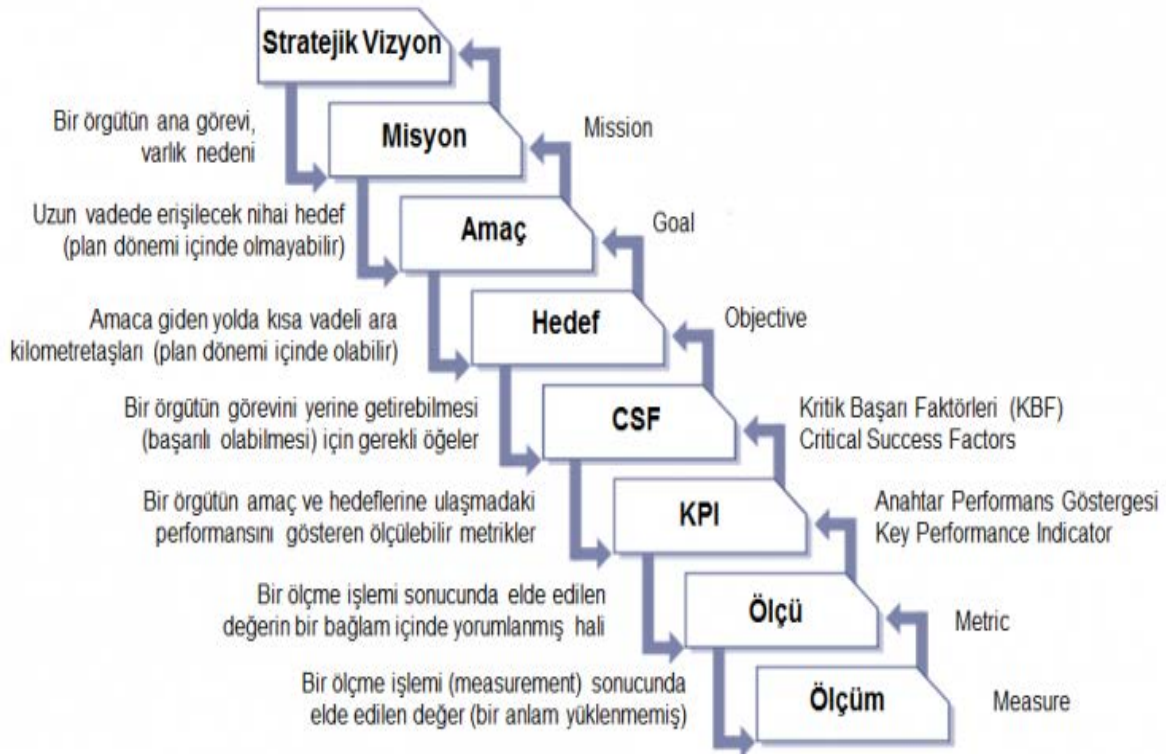 Stratejik Vizyon
Bir örgütün ana görevi,
varlık nedeni
Misyon
Mission
Uzun vadede erişilecek nihai hedef
(plan dönemi içinde olmayabilir)
Amaç
Goal
Amaca giden yolda kısa vadeli ara
kilometretaşları (plan dönemi içinde olabilir)
Hedef
Objective
Bir örgütün görevini yerine getirebilmesi
(başarılı olabilmesi) için gerekli öğeler
CSF
Kritik Başarı Faktörleri (KBF)
Critical Success Factors
Bir örgütün amaç ve hedeflerine ulaşmadaki
performansını gösteren ölçülebilir metrikler
KPI
Anahtar Performans Göstergesi
Key Performance Indicator
Bir ölçme işlemi sonucunda elde edilen
değerin bir bağlam içinde yorumlanmış hali
Ölçü
Metric
Bir ölçme işlemi (measurement) sonucunda
elde edilen değer (bir anlam yüklenmemiş)
Ölçüm
Measure